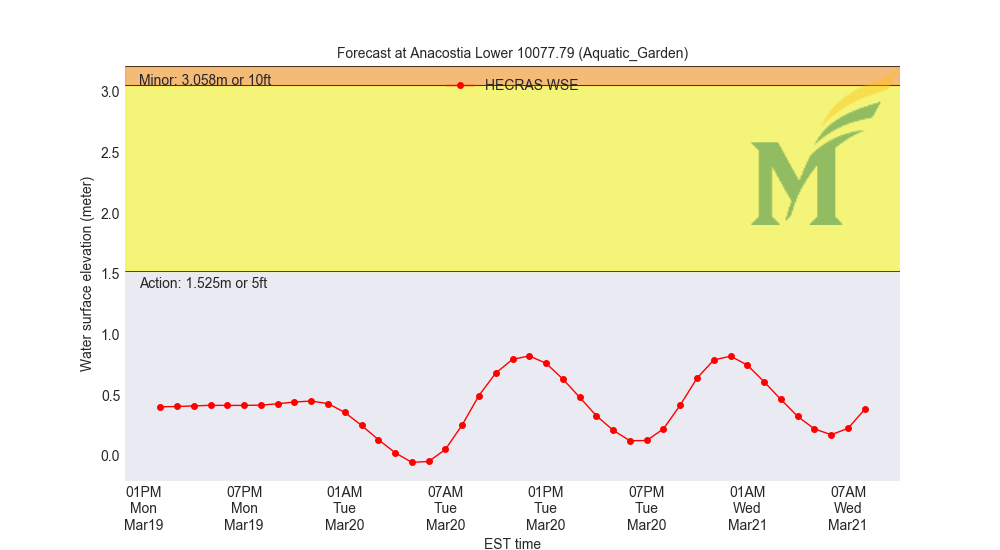 Forecast at Anacostia Lower 10077.79 (Aquatic_Garden)
Minor: 3.058m or 10ft
HECRAS WSE
Action: 1.525m or 5ft
Water surface elevation (meter)
3.0
2.5
2.0
1.5
1.0
0.5
0.0
01PM 07PM 01AM 07AM 01PM 07PM 01AM 07AM
Mon Mon Tue Tue Tue Tue Wed Wed
Mar19 Mar19 Mar20 Mar20 Mar20 Mar20 Mar21 Mar21
EST time
M